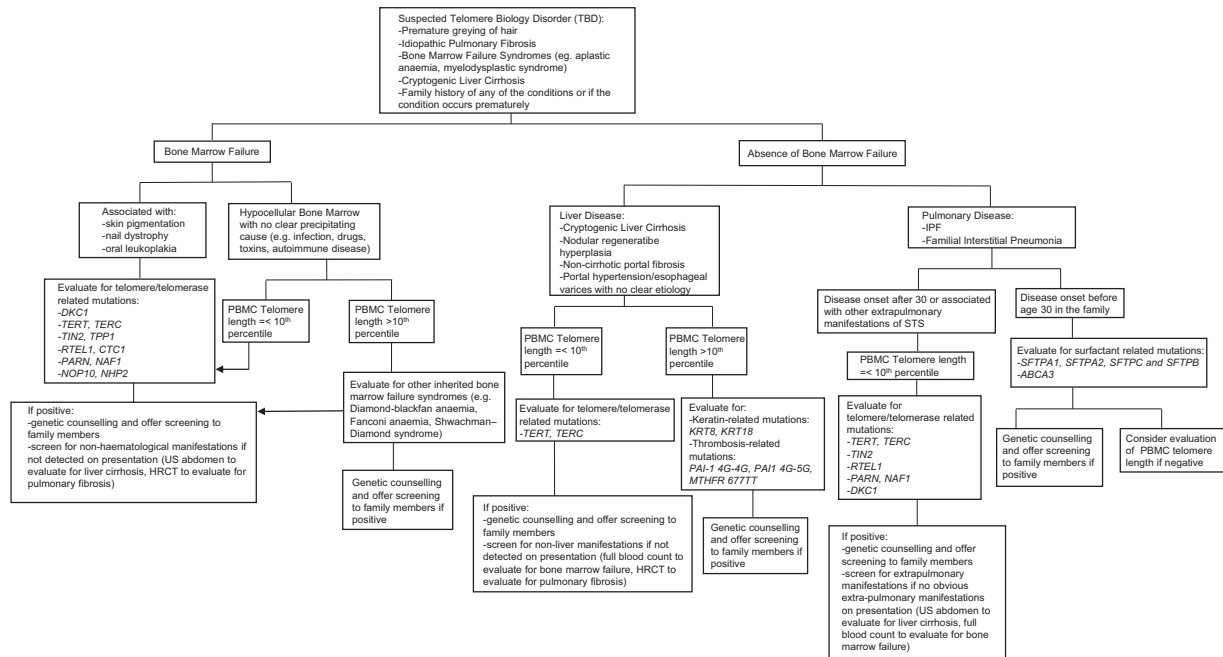 Suspected Telomere Biology Disorder (TBD):
-Premature greying of hair
-Idiopathic Pulmonary Fibrosis
-Bone Marrow Failure Syndromes (eg. aplastic
anaemia, myelodysplastic syndrome)
-Cryptogenic Liver Cirrhosis
-Family history of any of the conditions or if the
condition occurs prematurely
Bone Marrow Failure
Absence of Bone Marrow Failure
Associated with:
-skin pigmentation
-nail dystrophy
-oral leukoplakia
Hypocellular Bone Marrow
with no clear precipitating
cause (e.g. infection, drugs,
toxins, autoimmune disease)
Liver Disease:
-Cryptogenic Liver Cirrhosis
-Nodular regeneratibe
hyperplasia
-Non-cirrhotic portal fibrosis
-Portal hypertension/esophageal
varices with no clear etiology
Pulmonary Disease:
-IPF
-Familial Interstitial Pneumonia
Evaluate for telomere/telomerase
related mutations:
-DKC1
-TERT, TERC
-TIN2, TPP1
-RTEL1, CTC1
-PARN, NAF1
-NOP10, NHP2
PBMC Telomere
length =< 10th
percentile
PBMC Telomere
length >10th
percentile
PBMC Telomere
length =< 10th
percentile
PBMC Telomere
length >10th
percentile
Disease onset after 30 or associated
with other extrapulmonary
manifestations of STS
Disease onset before
age 30 in the family
PBMC Telomere length
=< 10th percentile
Evaluate for surfactant related mutations:
-SFTPA1, SFTPA2, SFTPC and SFTPB
-ABCA3
If positive:
-genetic counselling and offer screening to
family members
-screen for non-haematological manifestations if
not detected on presentation (US abdomen to
evaluate for liver cirrhosis, HRCT to evaluate for
pulmonary fibrosis)
Evaluate for other inherited bone
marrow failure syndromes (e.g.
Diamond-blackfan anaemia,
Fanconi anaemia, Shwachman–
Diamond syndrome)
Genetic counselling
and offer screening
to family members if
positive
Evaluate for telomere/telomerase
related mutations:
-TERT, TERC
Evaluate for:
-Keratin-related mutations:
KRT8, KRT18
-Thrombosis-related
mutations:
PAI-1 4G-4G, PAI1 4G-5G,
MTHFR 677TT
If positive:
-genetic counselling and offer screening to
family members
-screen for non-liver manifestations if not
detected on presentation (full blood count to
evaluate for bone marrow failure, HRCT to
evaluate for pulmonary fibrosis)
Genetic counselling
and offer screening
to family members if
positive
Evaluate for
telomere/telomerase related
mutations:
-TERT, TERC
-TIN2
-RTEL1
-PARN, NAF1
-DKC1
Genetic counselling
and offer screening
to family members if
positive
Consider evaluation
of PBMC telomere
length if negative
If positive:
-genetic counselling and offer
screening to family members
-screen for extrapulmonary
manifestations if no obvious
extra-pulmonary manifestations
on presentation (US abdomen to
evaluate for liver cirrhosis, full
blood count to evaluate for bone
marrow failure)